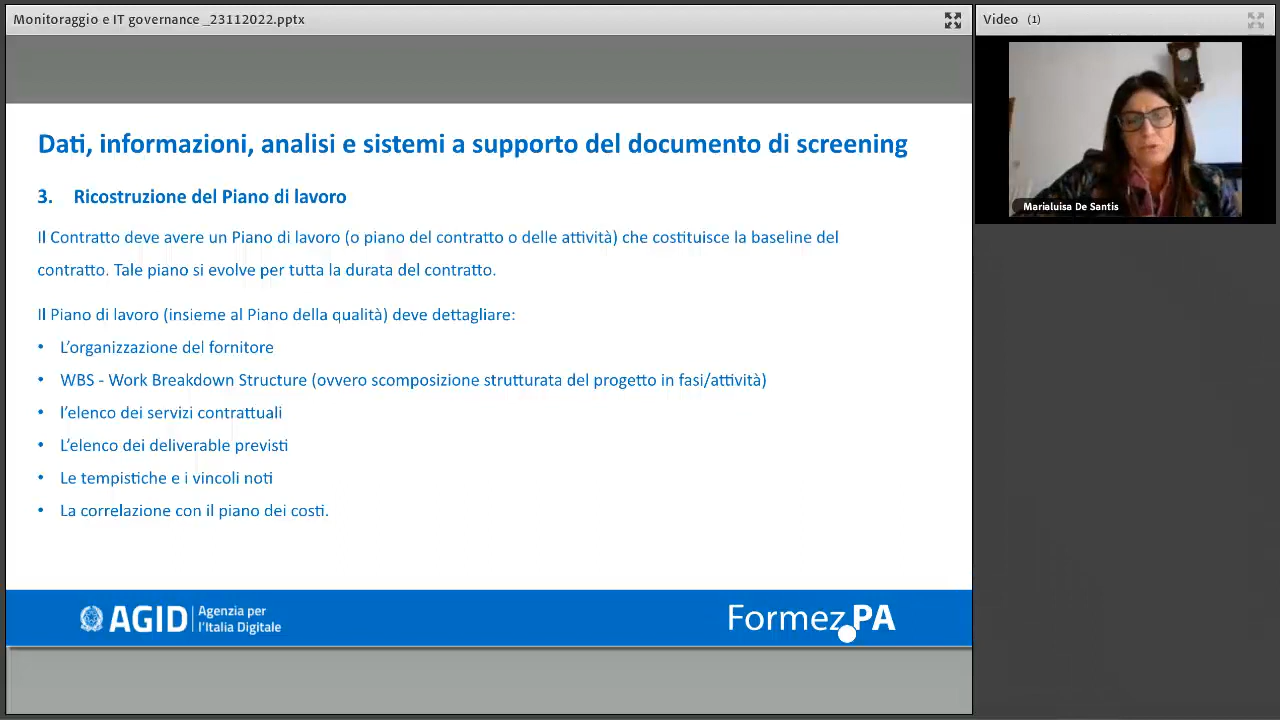 Monitoraggio e IT governance _23112022.pptx
Video (1)
Marialuisa De Santis
Dati, informazioni, analisi e sistemi a supporto del documento di screening
3. Ricostruzione del Piano di lavoro
Il Contratto deve avere un Piano di lavoro (o piano del contratto o delle attività) che costituisce la baseline del
contratto. Tale piano si evolve per tutta la durata del contratto.
Il Piano di lavoro (insieme al Piano della qualità) deve dettagliare:
• L'organizzazione del fornitore
• WBS - Work Breakdown Structure (ovvero scomposizione strutturata del progetto in fasi/attività)
• l'elenco dei servizi contrattuali
• L'elenco dei deliverable previsti
• Le tempistiche e i vincoli noti
• La correlazione con il piano dei costi.
AGID
Agenzia per
l'Italia Digitale
Formez PA